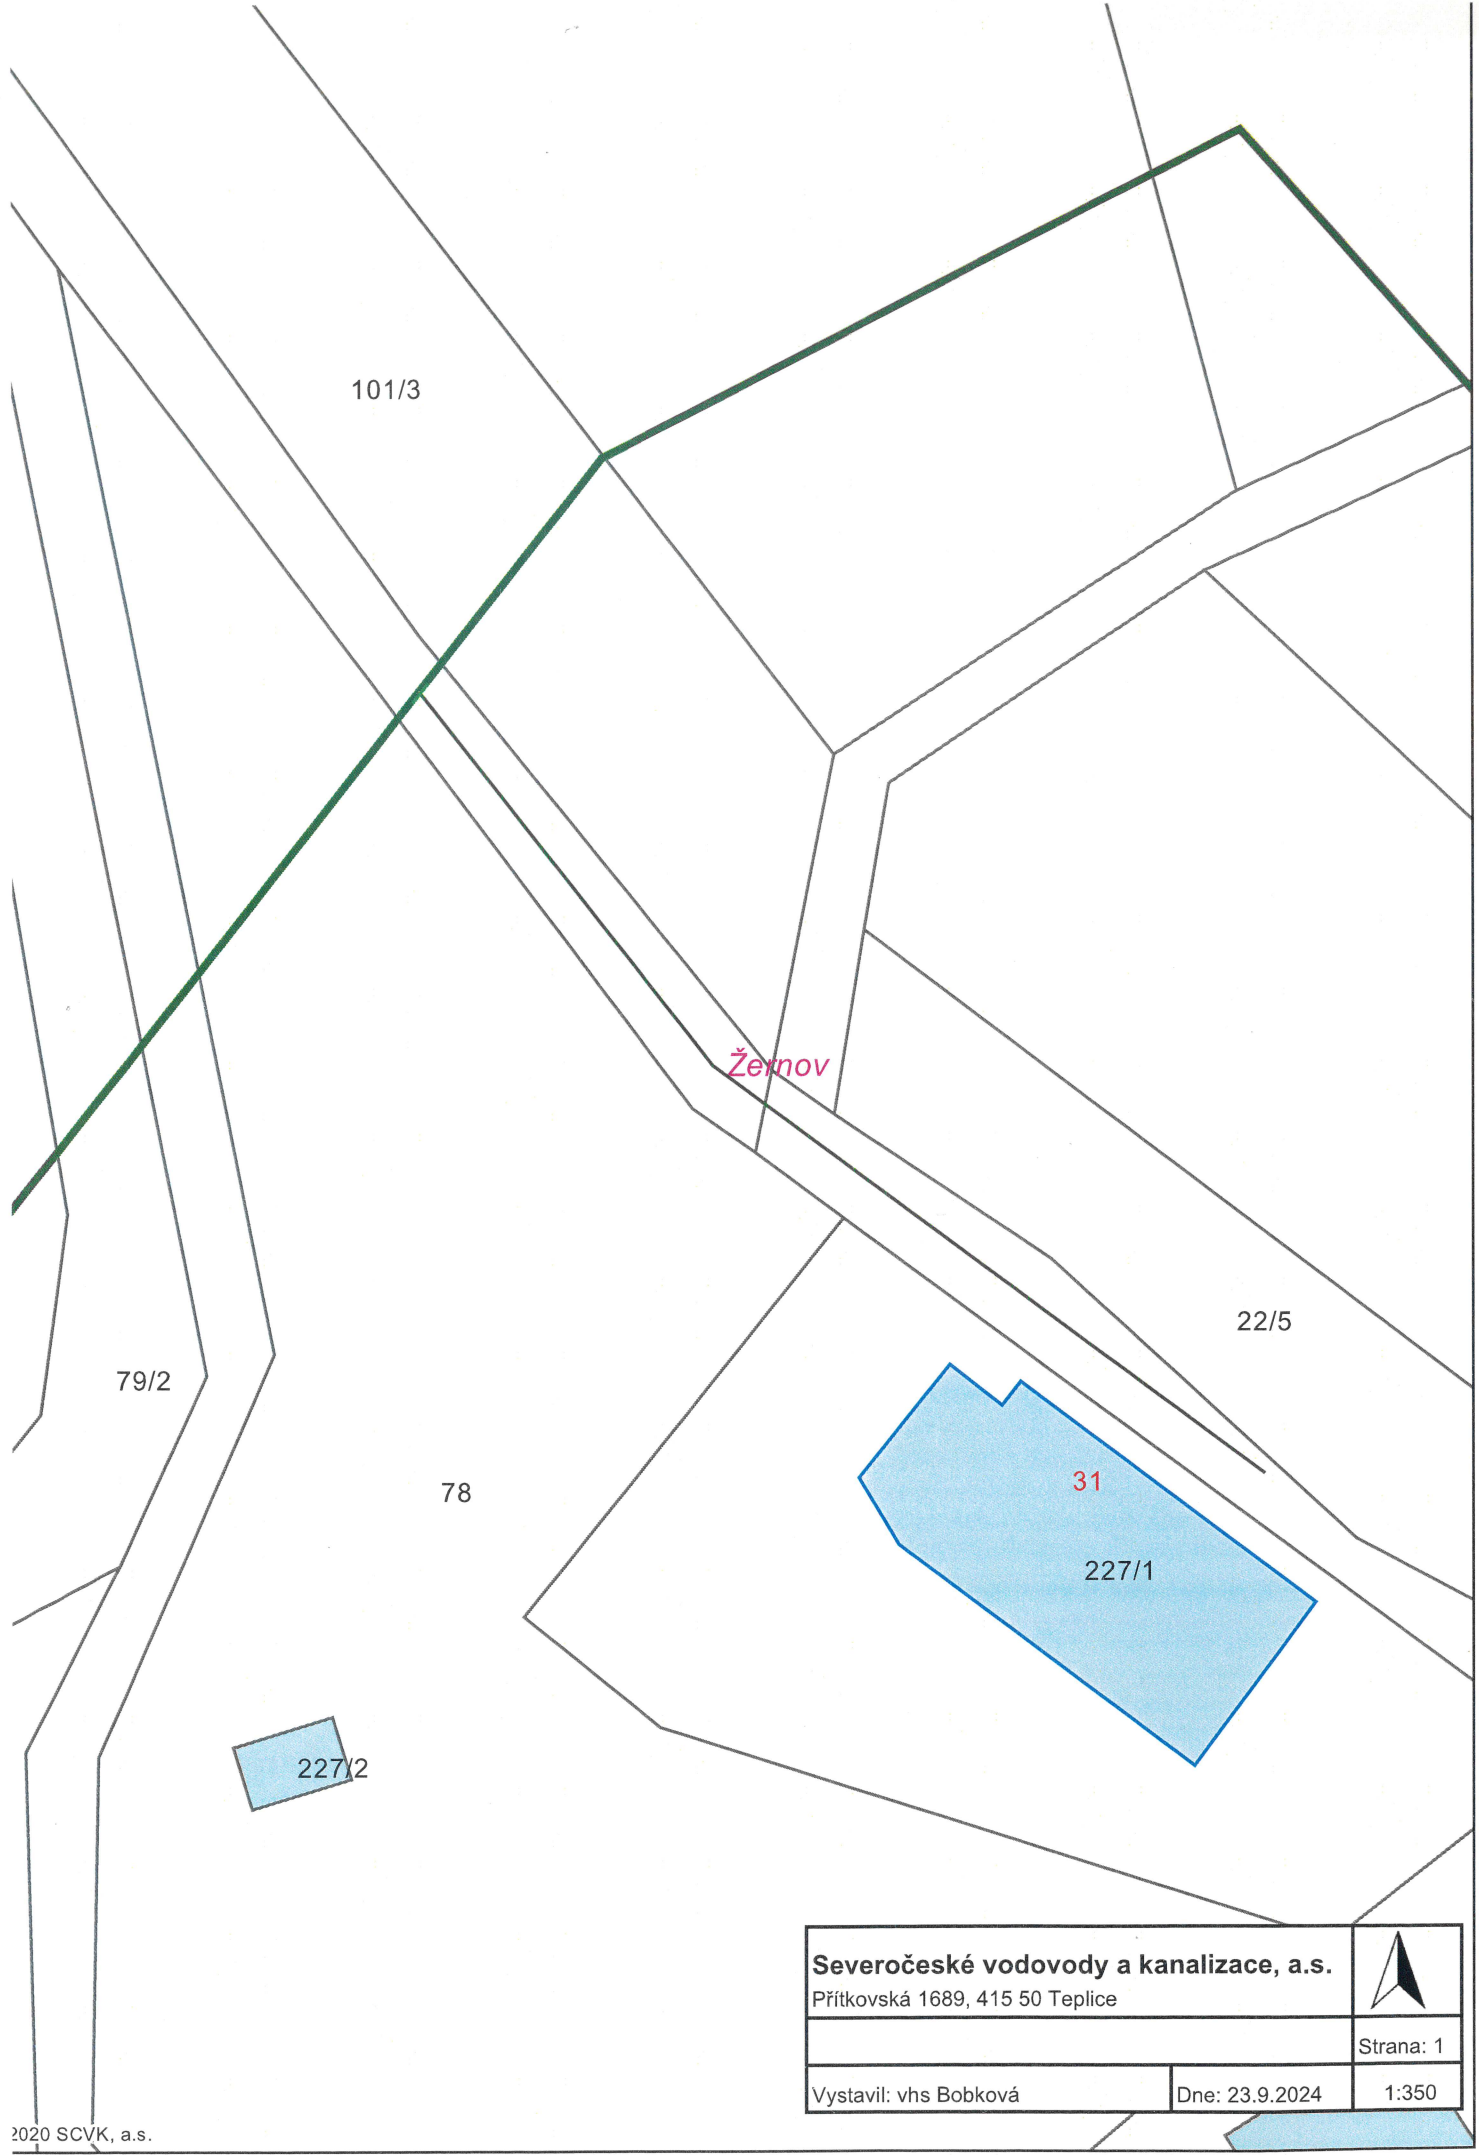 101/3
Žernov
22/5
79/2
78
31
227/1
227/2
Severočeské vodovody a kanalizace, a.s.
Přítkovská 1689, 415 50 Teplice
Strana: 1
Vystavil: vhs Bobková
Dne: 23.9.2024
1:350
2020 SCVK, a.s.